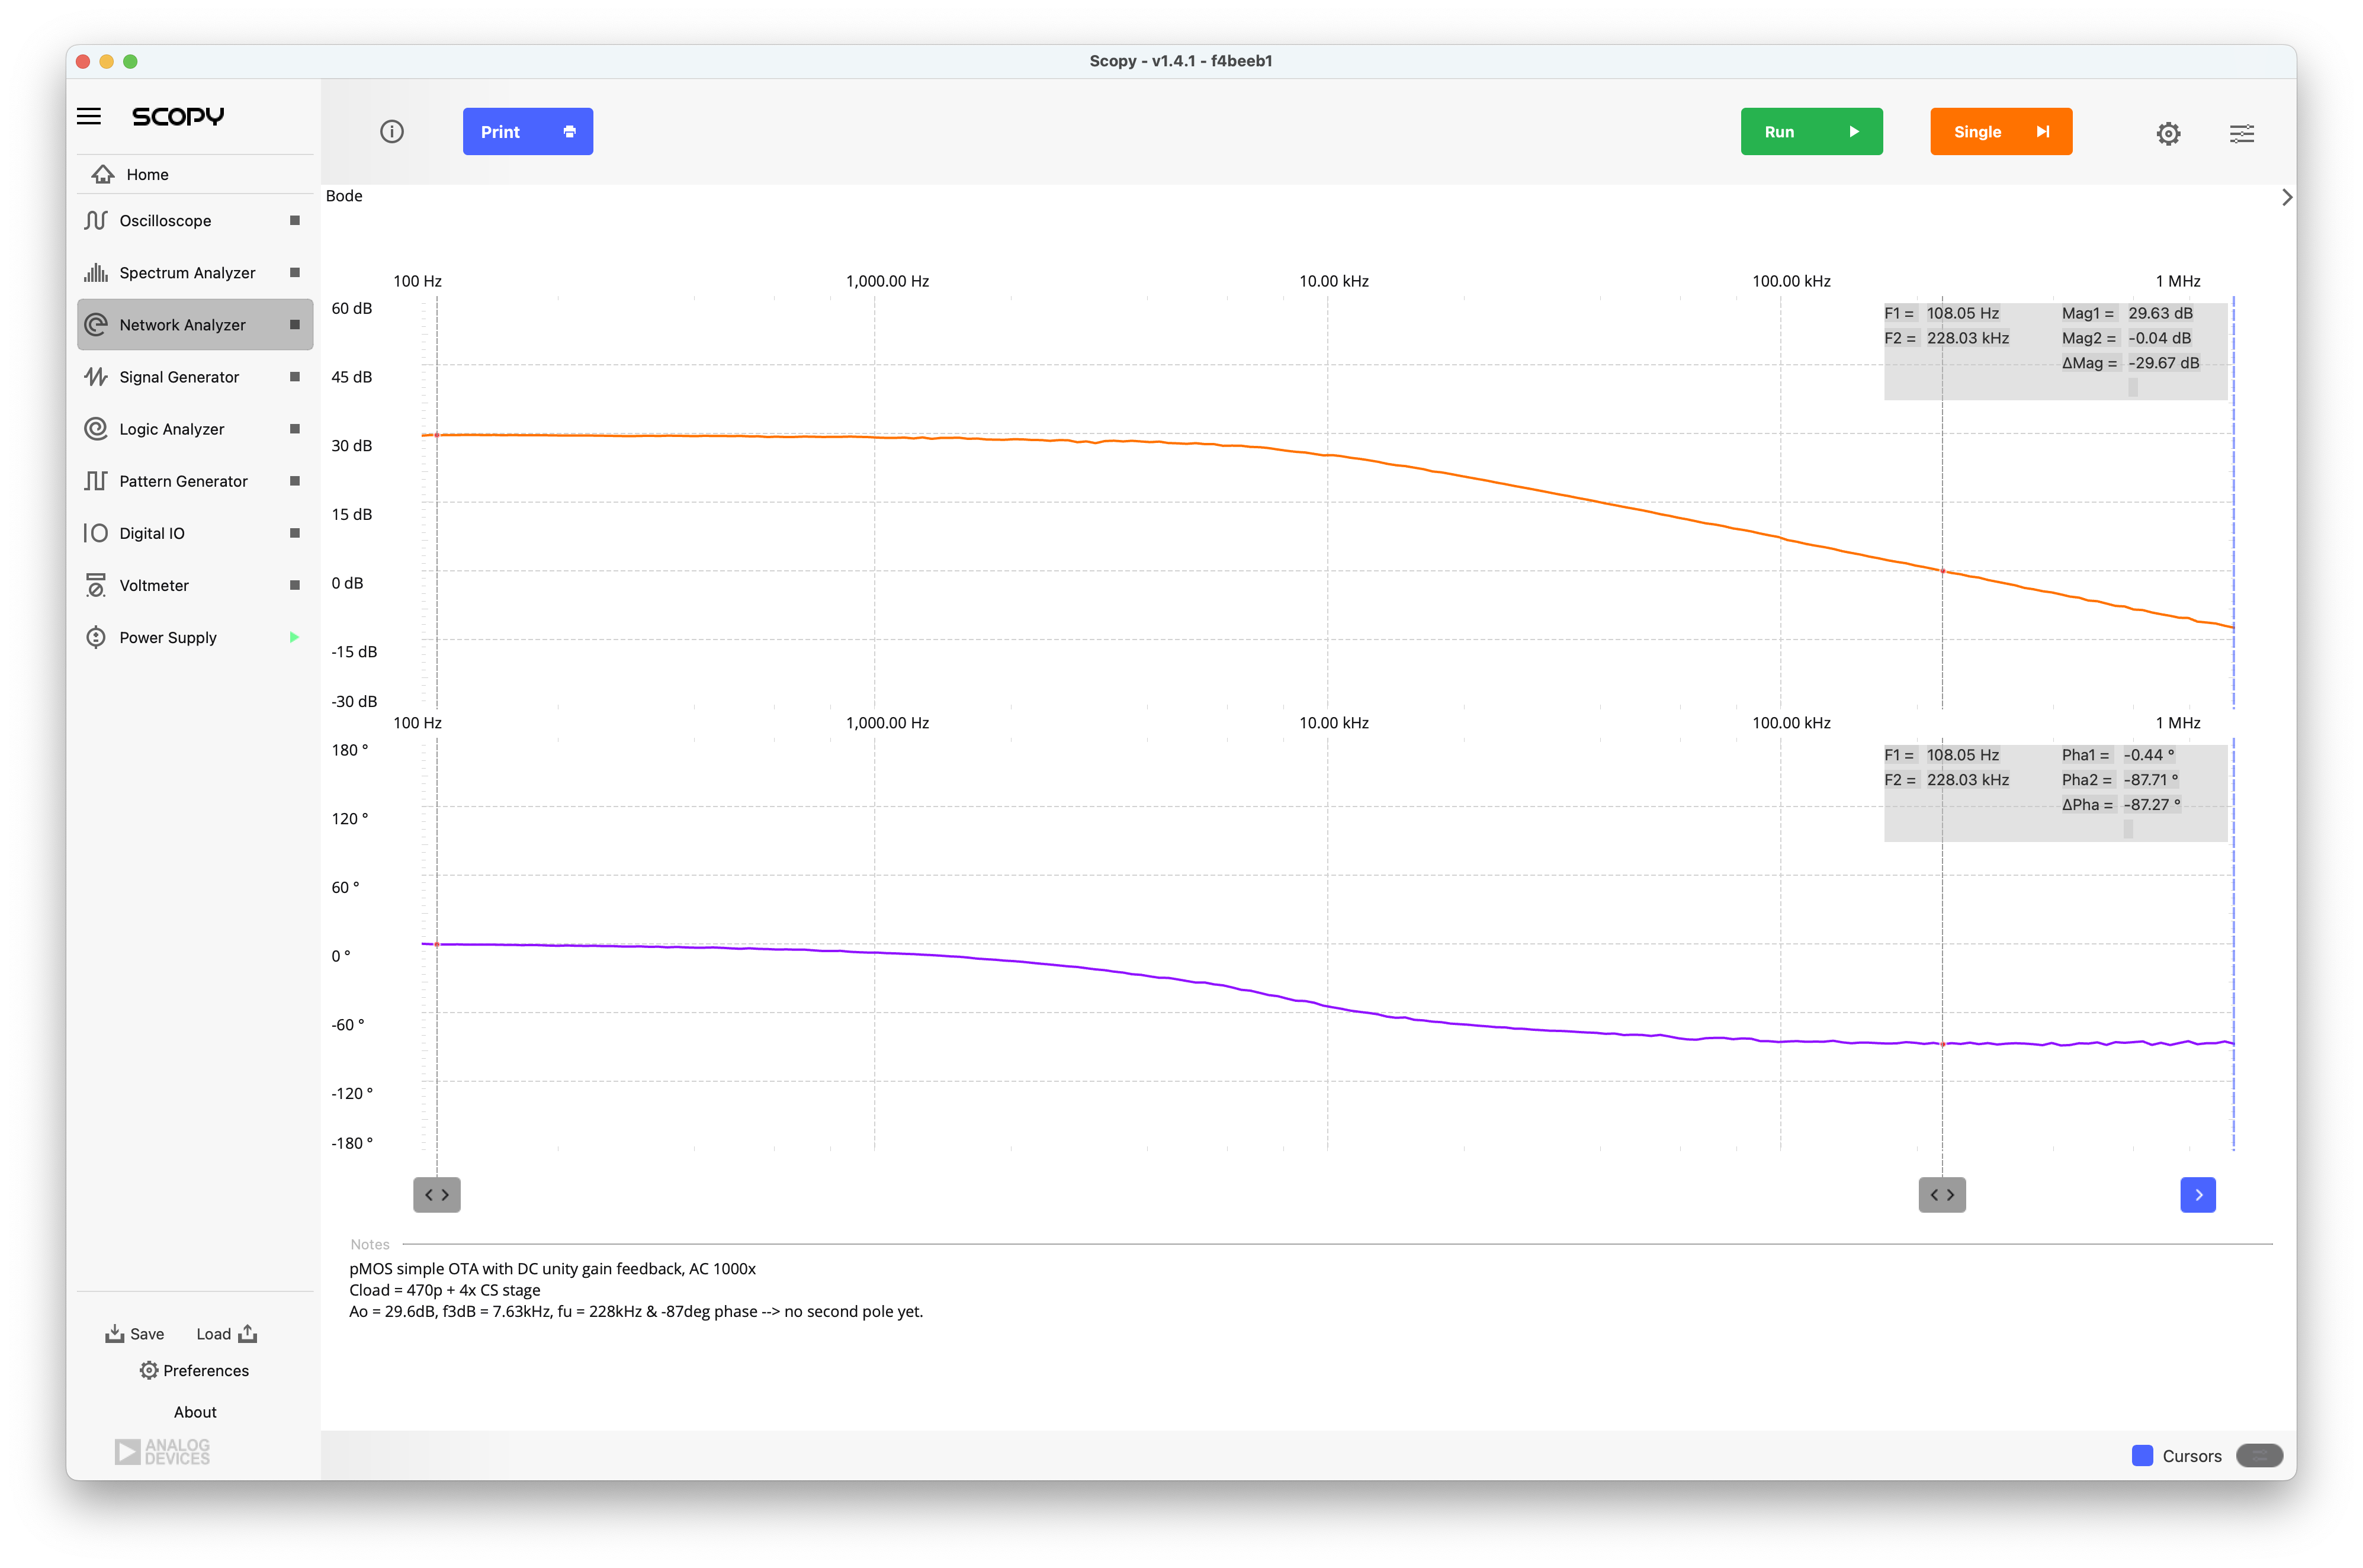 Scopy - v1.4.1 - f4beeb1
SCOPY
Print
Run
Single
Home
Oscilloscope
Spectrum Analyzer
Network Analyzer
Signal Generator
Logic Analyzer
Pattern Generator
Digital IO
Voltmeter
Power Supply
Bode
100 Hz 1,000.00 Hz 10.00 kHz 100.00 kHz 1 MHz
60 dB
45 dB
30 dB
15 dB
0 dB
-15 dB
-30 dB
F1 = 108.05 Hz Mag1 = 29.63 dB
F2 = 228.03 kHz Mag2 = -0.04 dB
ΔMag = -29.67 dB
100 Hz 1,000.00 Hz 10.00 kHz 100.00 kHz 1 MHz
180 °
120 °
60 °
0 °
-60 °
-120 °
-180 °
F1 = 108.05 Hz Pha1 = -0.44 °
F2 = 228.03 kHz Pha2 = -87.71 °
ΔPha = -87.27 °
Notes
pMOS simple OTA with DC unity gain feedback, AC 1000x
Cload = 470p + 4x CS stage
Ao = 29.6dB, f3dB = 7.63kHz, fu = 228kHz & -87deg phase --> no second pole yet.
Save Load
Preferences
About
ANALOG
DEVICES
Cursors